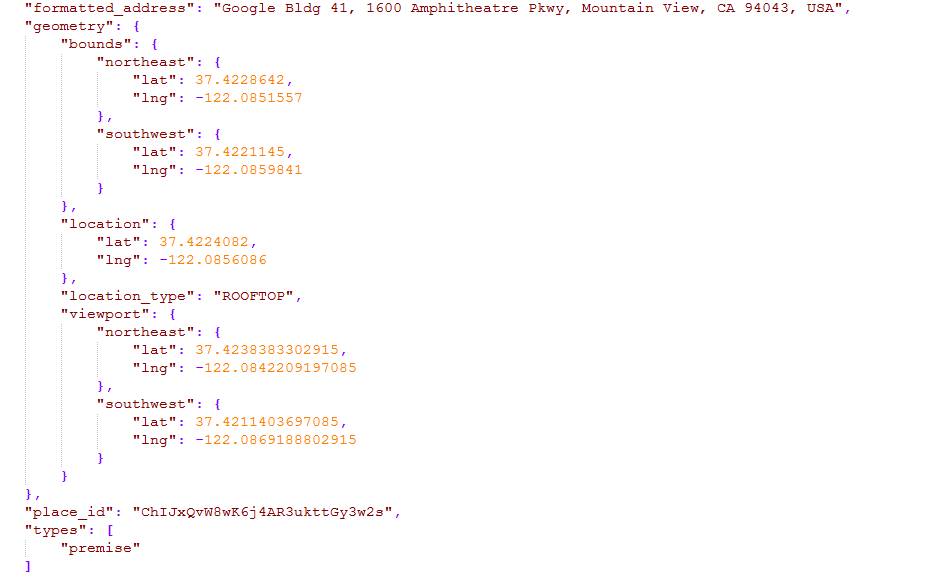 "formatted_address": "Google Bldg 41, 1600 Amphitheatre Pkwy, Mountain View, CA 94043, USA",
"geometry": {
    "bounds": {
        "northeast": {
            "lat": 37.4228642,
            "lng": -122.0851557
        },
        "southwest": {
            "lat": 37.4221145,
            "lng": -122.0859841
        }
    },
    "location": {
        "lat": 37.4224082,
        "lng": -122.0856086
    },
    "location_type": "ROOFTOP",
    "viewport": {
        "northeast": {
            "lat": 37.4238383302915,
            "lng": -122.0842209197085
        },
        "southwest": {
            "lat": 37.4211403697085,
            "lng": -122.0869188802915
        }
    }
},
"place_id": "ChIJxQvW8wK6j4AR3ukttGy3w2s",
"types": [
    "premise"
]